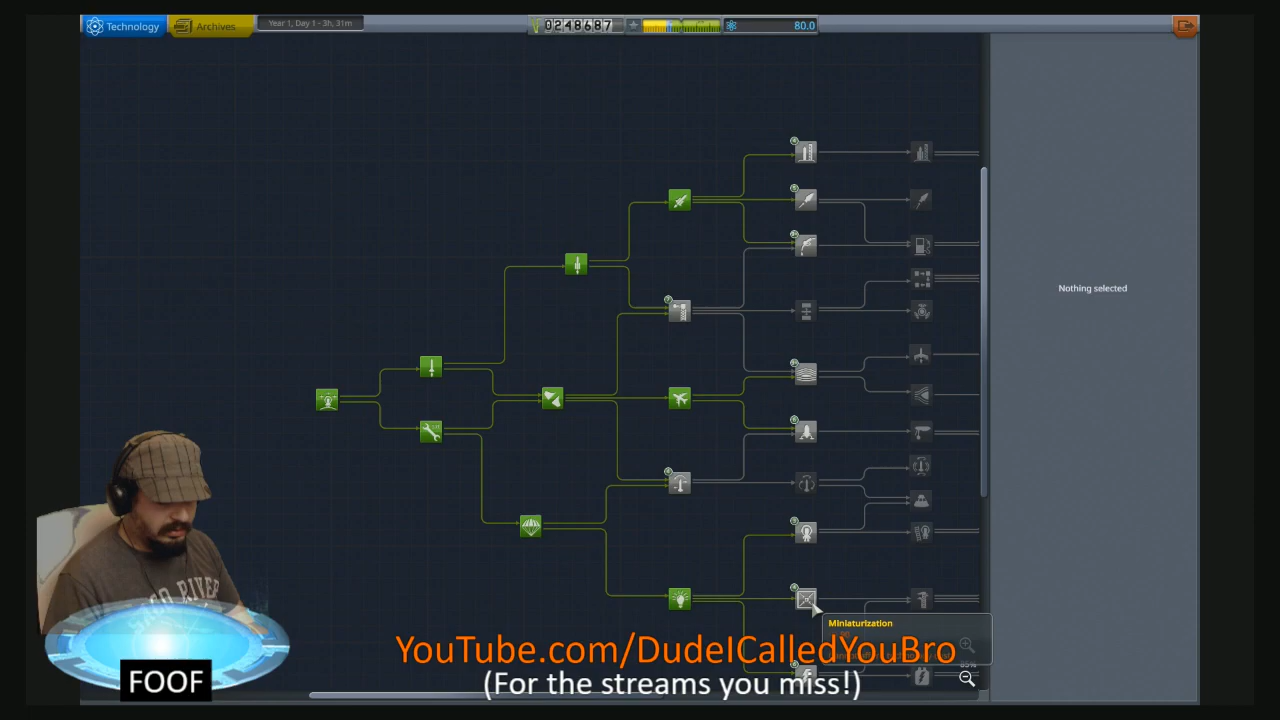 Technology
Archives
Year 1, Day 1 - 3h, 31m
0248687
80.0
Nothing selected
Miniaturization
YouTube.com/DudeICalledYouBro
(For the streams you miss!)
FOOF